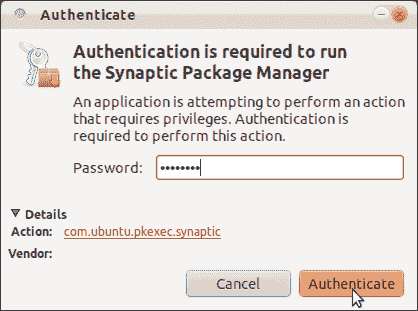 Authenticate
Authentication is required to run
the Synaptic Package Manager
An application is attempting to perform an action
that requires privileges. Authentication is
required to perform this action.
Password: ••••••••
Details
Action: com.ubuntu.pkexec.synaptic
Vendor:
Cancel Authenticate